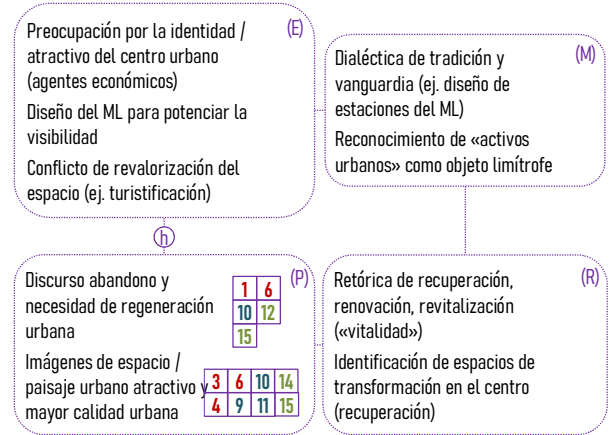 Preocupación por la identidad / (E)
atractivo del centro urbano
(agentes económicos)
Diseño del ML para potenciar la
visibilidad
Conflicto de revalorización del
espacio (ej. turistificación)
Dialéctica de tradición y (M)
vanguardia (ej. diseño de
estaciones del ML)
Reconocimiento de «activos
urbanos» como objeto limítrofe
h
Discurso abandono y (P)
necesidad de regeneración
urbana
1 6
10 12
15
Imágenes de espacio /
paisaje urbano atractivo y
mayor calidad urbana
3 6 10 14
4 9 11 15
Retórica de recuperación, (R)
renovación, revitalización
(«vitalidad»)
Identificación de espacios de
transformación en el centro
(recuperación)